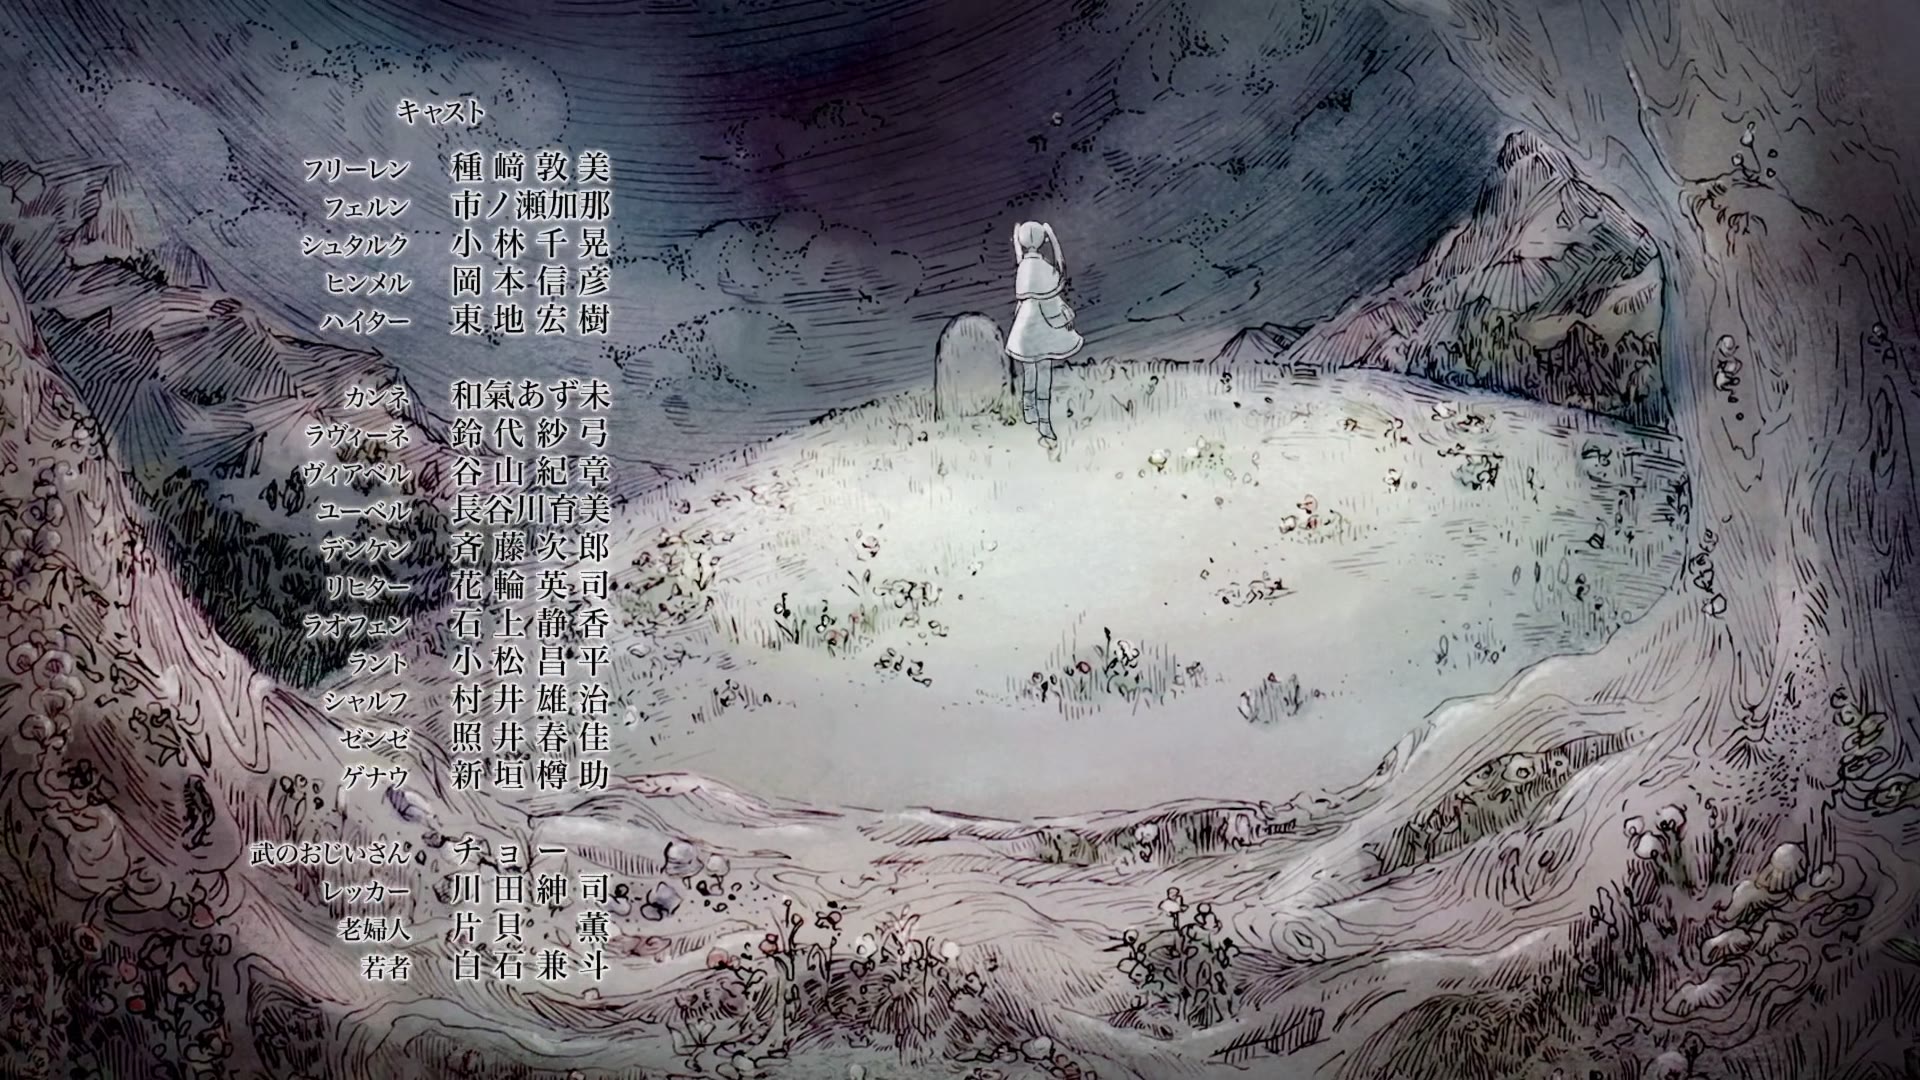 キャスト
フリーレン 種﨑敦美
フェルン 市ノ瀬加那
シュタルク 小林千晃
ヒンメル 岡本信彦
ハイター 東地宏樹
カンネ 和氣あず未
ラヴィーネ 鈴代紗弓
ヴィアベル 谷山紀章
ユーベル 長谷川育美
デンケン 斉藤次郎
リヒター 花輪英司
ラオフェン 石上静香
ラント 小松昌平
シャルフ 村井雄治
ゼンゼ 照井春佳
ゲナウ 新垣樽助
武のおじいさん チョー
レッカー 川田紳司
老婦人 片貝薫
若者 白石兼斗